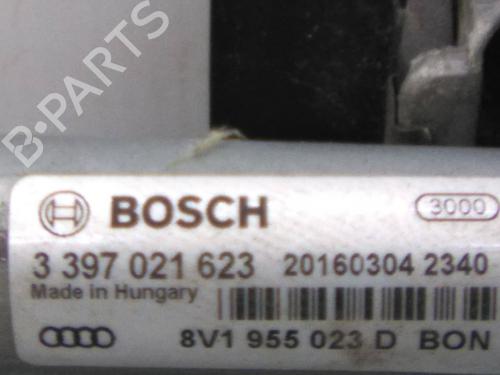 B-PARTS
BOSCH
3000
3 397 021 623 20160304 2340
Made in Hungary
8V1 955 023 D BON